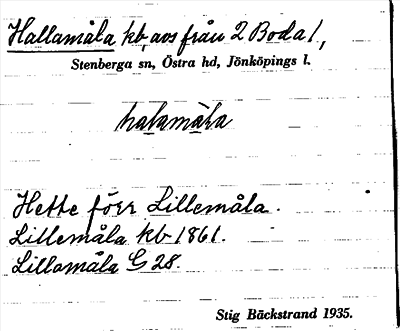 Hallamåla kb, avs från 2 Boda 1,
Stenberga sn, Östra hd, Jönköpings l.
halamåla
Hette förr Lillemåla.
Lillemåla kb 1861.
Lillamåla G 28.
Stig Bäckstrand 1935.